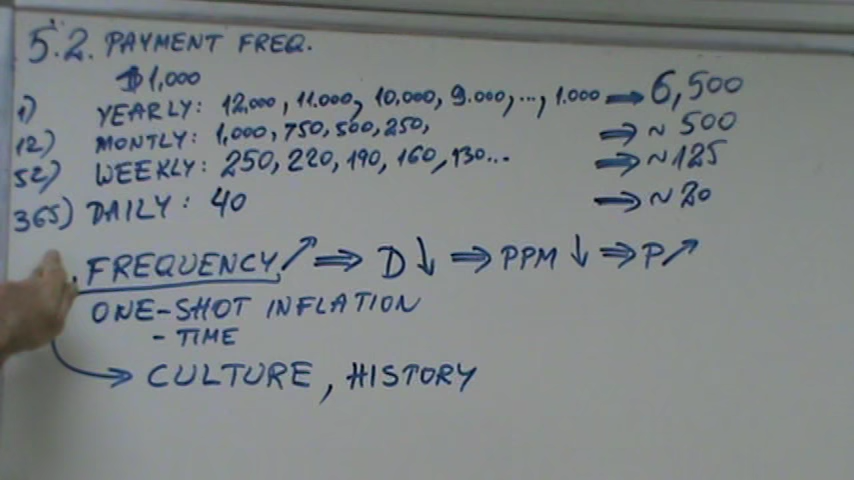 5.2. PAYMENT FREQ.
$1,000
1) YEARLY: 12.000, 11.000, 10.000, 9.000, ..., 1.000 ⇒ 6,500
12) MONTLY: 1,000, 750, 500, 250, ⇒ ~ 500
52) WEEKLY: 250, 220, 190, 160, 130... ⇒ ~ 125
365) DAILY: 40 ⇒ ~ 20
. FREQUENCY ↗ ⇒ D ↓ ⇒ PPM ↓ ⇒ P ↗
ONE-SHOT INFLATION
- TIME
→ CULTURE, HISTORY